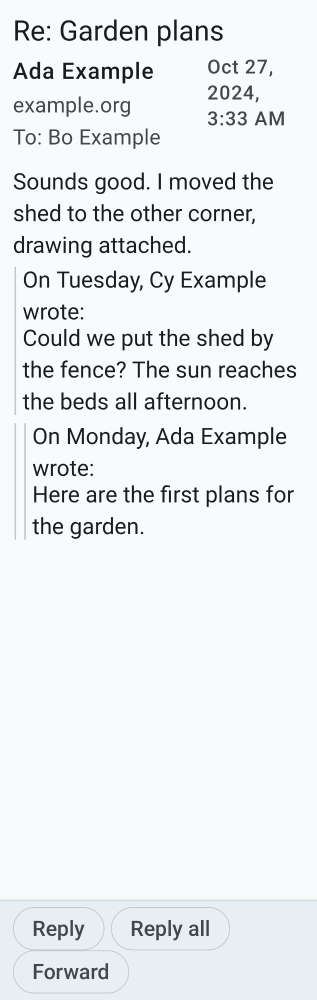 Re: Garden plans
Ada Example
Oct 27,
2024,
3:33 AM
example.org
To: Bo Example
Sounds good. I moved the
shed to the other corner,
drawing attached.
On Tuesday, Cy Example
wrote:
Could we put the shed by
the fence? The sun reaches
the beds all afternoon.
On Monday, Ada Example
wrote:
Here are the first plans for
the garden.
Reply
Reply all
Forward